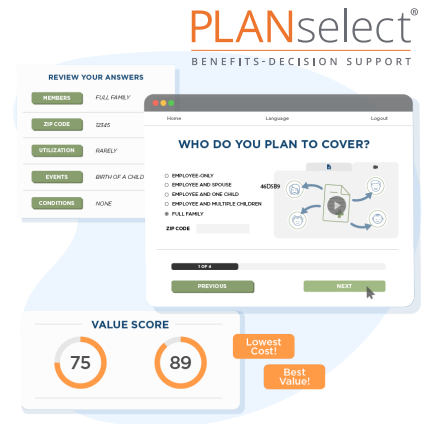 PLANselect®
BENEFITS-DECISION SUPPORT
REVIEW YOUR ANSWERS
MEMBERS FULL FAMILY
ZIP CODE 12345
UTILIZATION RARELY
EVENTS BIRTH OF A CHILD
CONDITIONS NONE
Home Language Logout
WHO DO YOU PLAN TO COVER?
EMPLOYEE-ONLY
EMPLOYEE AND SPOUSE
EMPLOYEE AND ONE CHILD
EMPLOYEE AND MULTIPLE CHILDREN
FULL FAMILY
ZIP CODE
46D5B9
1 OF 4
PREVIOUS NEXT
VALUE SCORE
75 89
Lowest
Cost!
Best
Value!